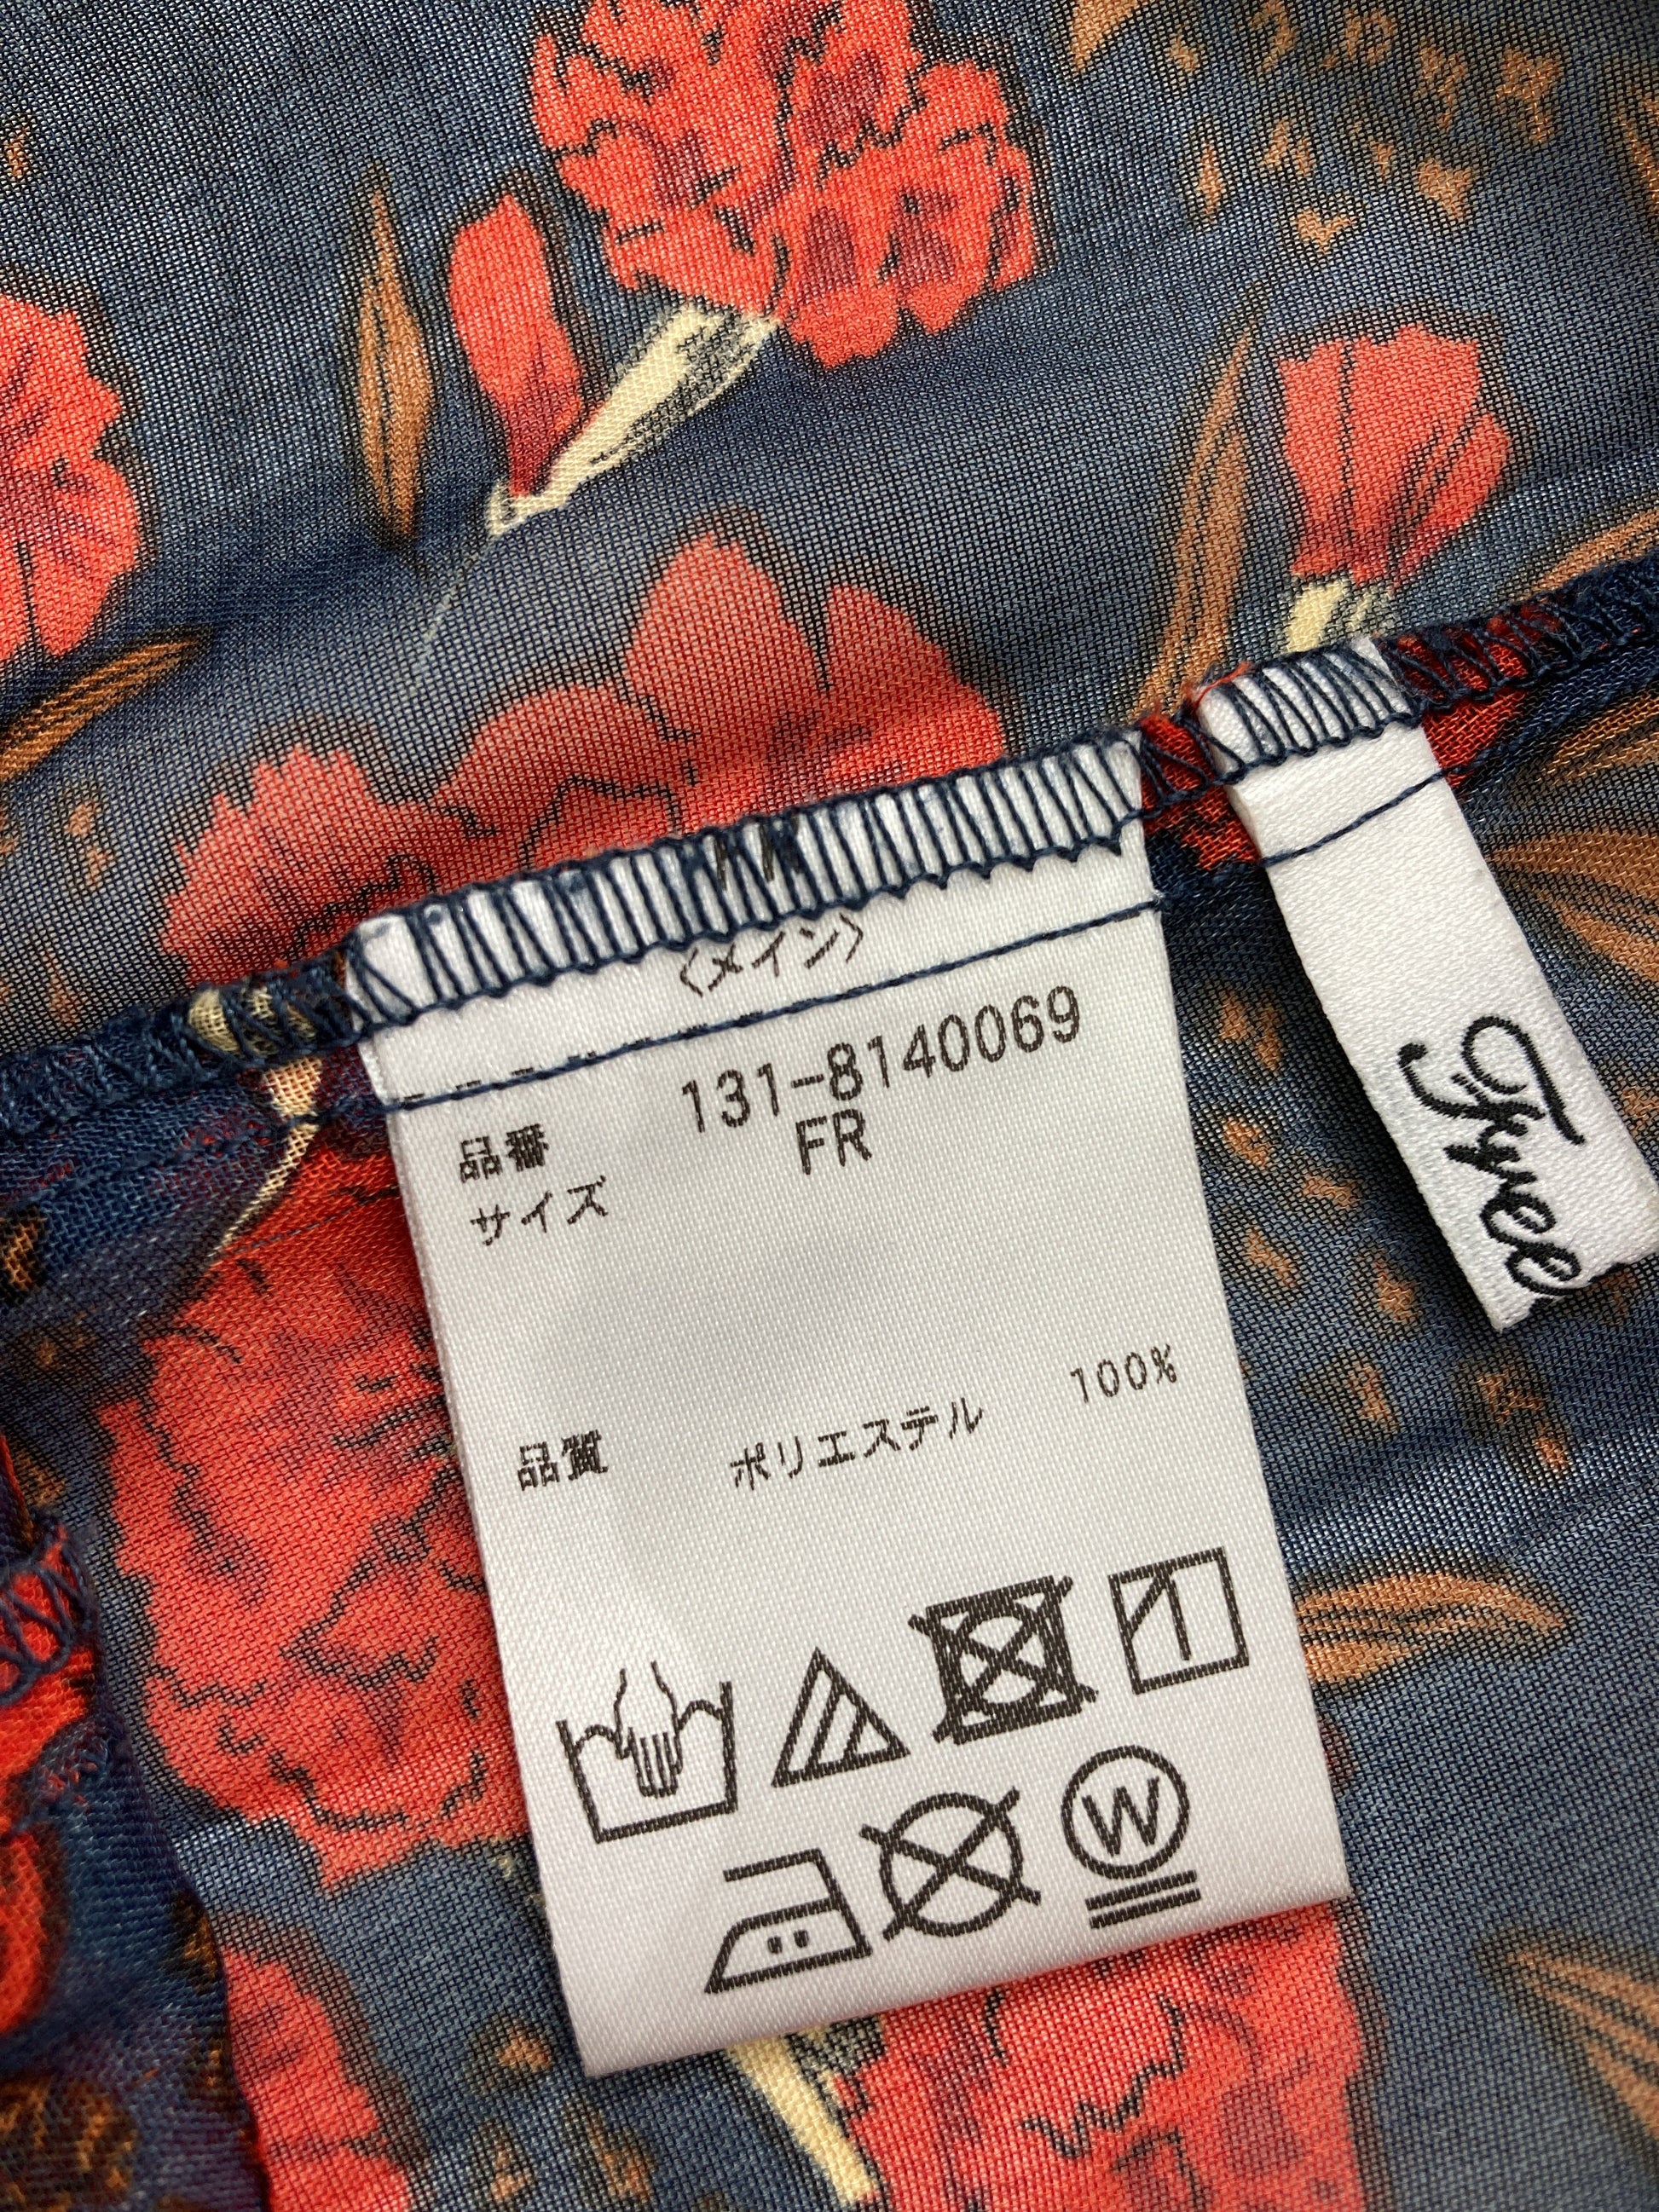 〈メイン〉
品番 131-8140069
サイズ FR
品質 ポリエステル 100%
W
Jhyvel